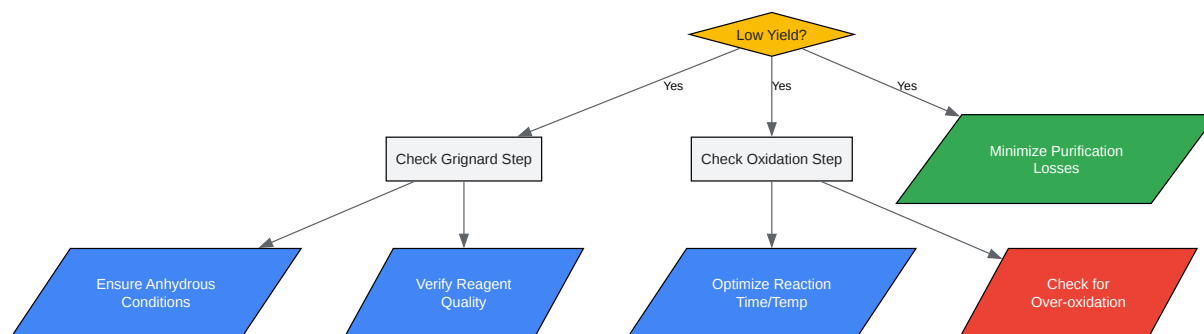 Low Yield?
Yes
Yes
Yes
Check Grignard Step
Check Oxidation Step
Minimize Purification
Losses
Ensure Anhydrous
Conditions
Verify Reagent
Quality
Optimize Reaction
Time/Temp
Check for
Over-oxidation